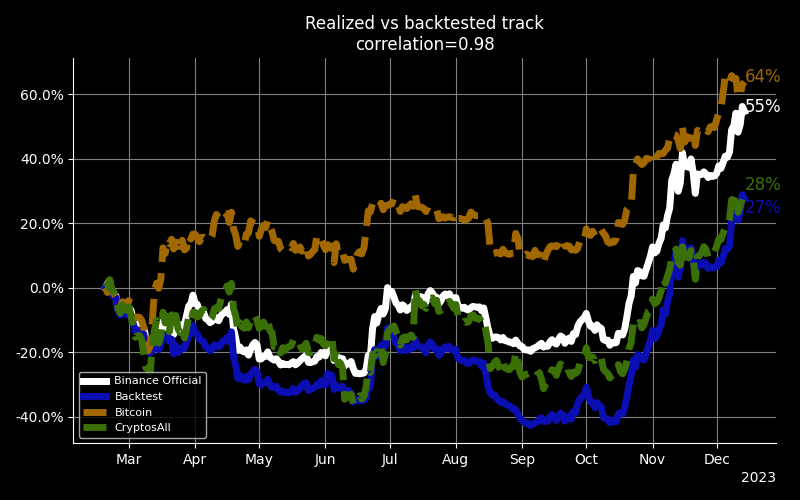 Realized vs backtested track
correlation=0.98
60.0%
40.0%
20.0%
0.0%
-20.0%
-40.0%
64%
55%
28%
27%
Binance Official
Backtest
Bitcoin
CryptosAll
Mar Apr May Jun Jul Aug Sep Oct Nov Dec
2023